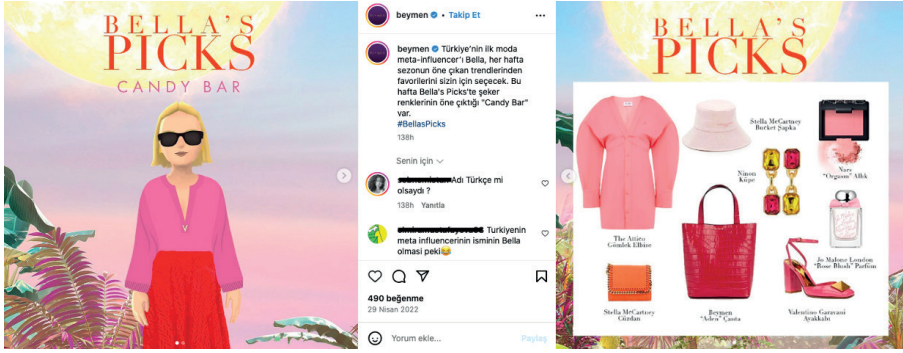 BELLA'S
PICKS
CANDY BAR
beymen • Takip Et
beymen Türkiye'nin ilk moda
meta-influencer'ı Bella, her hafta
sezonun öne çıkan trendlerinden
favorilerini sizin için seçecek. Bu
hafta Bella's Picks'te şeker
renklerinin öne çıktığı "Candy Bar"
var.
#BellasPicks
138h
Senin için
Adı Türkçe mi
olsaydı ?
138h Yanıtla
Turkiyenin
meta influencerinin isminin Bella
olmasi peki😂
490 beğenme
29 Nisan 2022
Yorum ekle...
Paylaş
BELLA'S
PICKS
Stella McCartney
Bucket Şapka
Nars
"Orgasm" Allık
Ninon
Küpe
The Attico
Gömlek Elbise
Jo Malone London
"Rose Blush" Parfüm
Stella McCartney
Cüzdan
Beymen
Çanta
Valentino Garavani
Ayakkabı